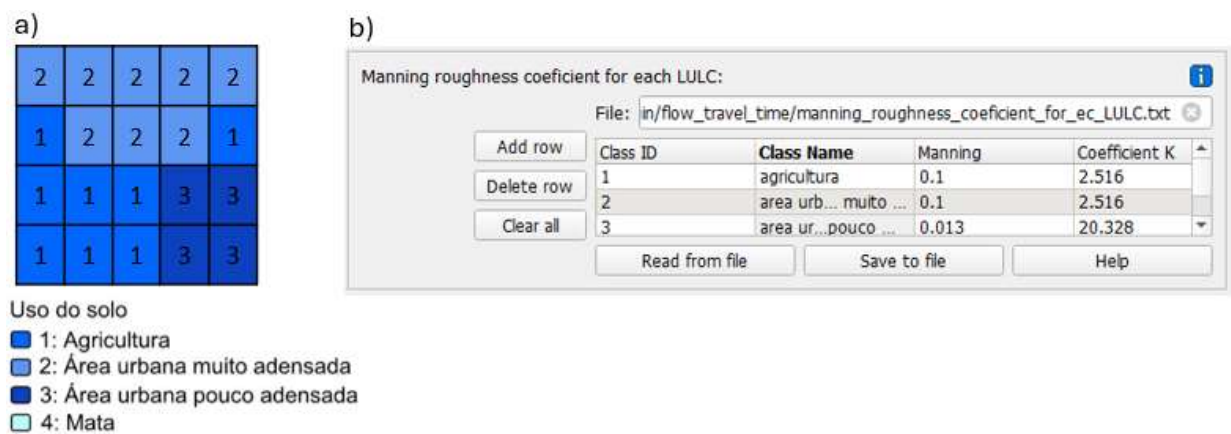 a)
2 2 2 2 2
1 2 2 2 1
1 1 1 3 3
1 1 1 3 3
Uso do solo
1: Agricultura
2: Área urbana muito adensada
3: Área urbana pouco adensada
4: Mata
b)
Manning roughness coeficient for each LULC:
i
File: in/flow_travel_time/manning_roughness_coeficient_for_ec_LULC.txt
Add row
Delete row
Clear all
Class ID Class Name Manning Coefficient K
1 agricultura 0.1 2.516
2 area urb... muito ... 0.1 2.516
3 area ur...pouco ... 0.013 20.328
Read from file Save to file Help